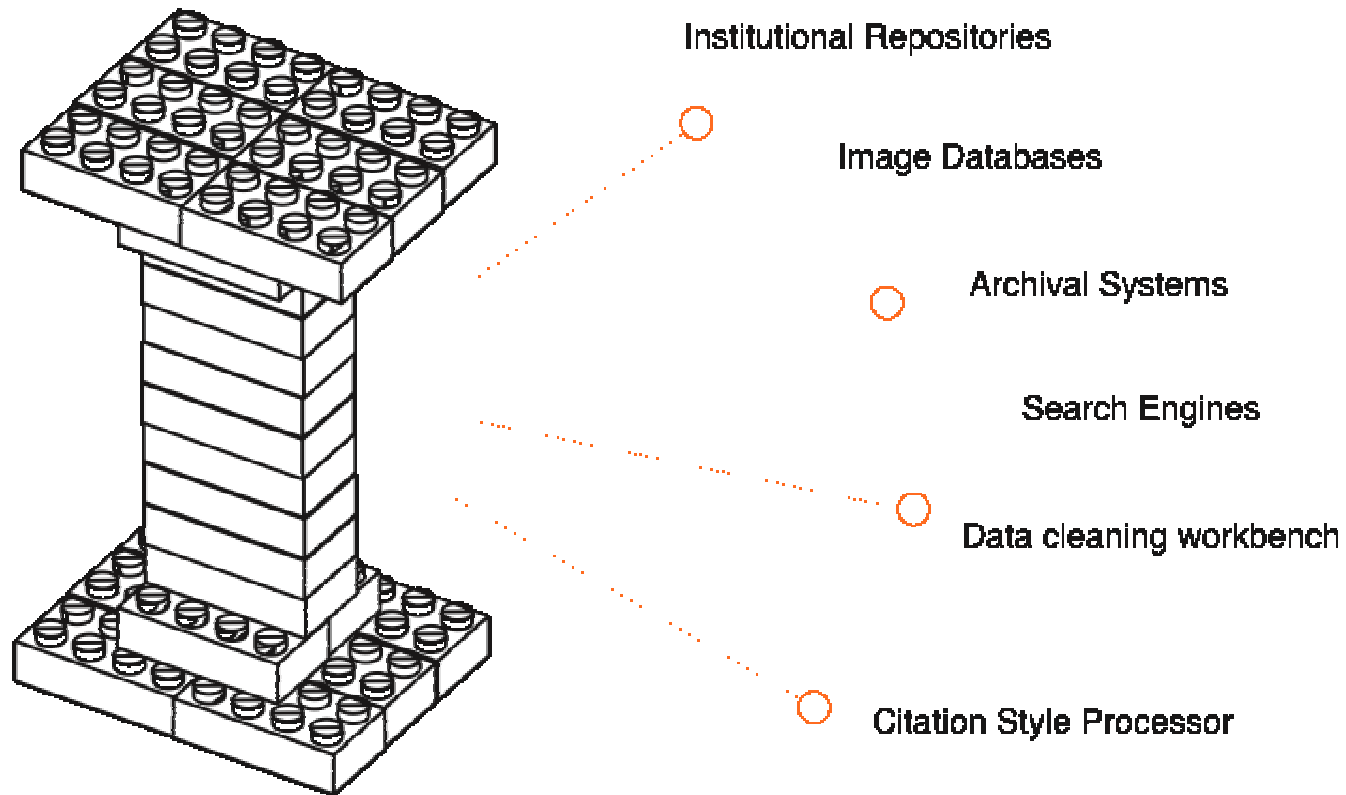 Institutional Repositories
Image Databases
Archival Systems
Search Engines
Data cleaning workbench
Citation Style Processor